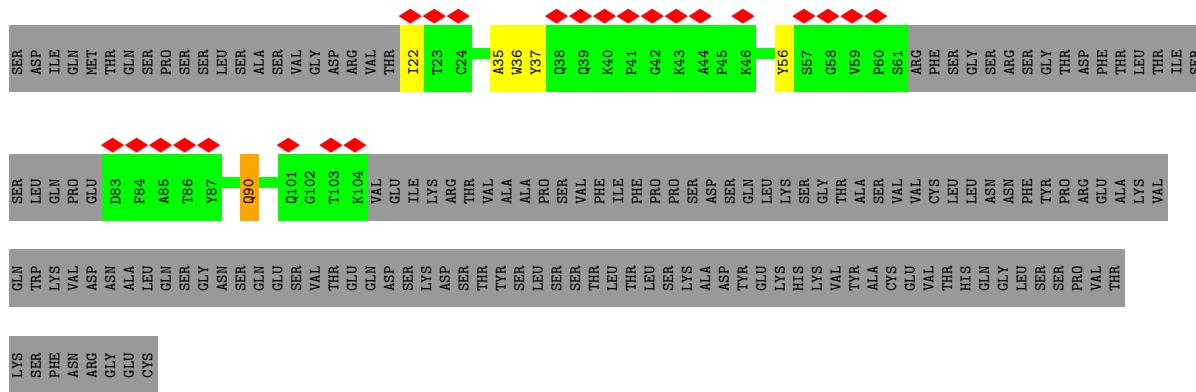 SER ASP ILE GLN MET THR GLN SER PRO SER SER LEU SER ALA SER VAL GLY ASP ARG VAL THR I22 T23 C24 A35 W36 Y37 Q38 Q39 K40 P41 G42 K43 A44 P45 K46 Y56 S57 G58 V59 P60 S61 ARG PHE SER GLY SER ARG SER GLY THR ASP PHE THR LEU THR ILE SER
SER LEU GLN PRO GLU D83 F84 A85 T86 Y87 Q90 Q101 G102 T103 K104 VAL GLU ILE LYS ARG THR VAL ALA ALA PRO SER VAL PHE ILE PHE PRO PRO SER ASP SER GLN LEU LYS SER GLY THR ALA SER VAL VAL CYS LEU LEU ASN ASN PHE TYR PRO ARG GLU ALA LYS VAL
GLN TRP LYS VAL ASP ASN ALA LEU GLN SER GLY ASN SER GLN GLU SER VAL THR GLU GLN ASP SER LYS ASP SER THR TYR SER LEU SER SER THR LEU THR LEU SER LYS ALA ASP TYR GLU LYS HIS LYS VAL TYR ALA CYS GLU VAL THR HIS GLN GLY LEU SER SER PRO VAL THR
LYS SER PHE ASN ARG GLY GLU CYS